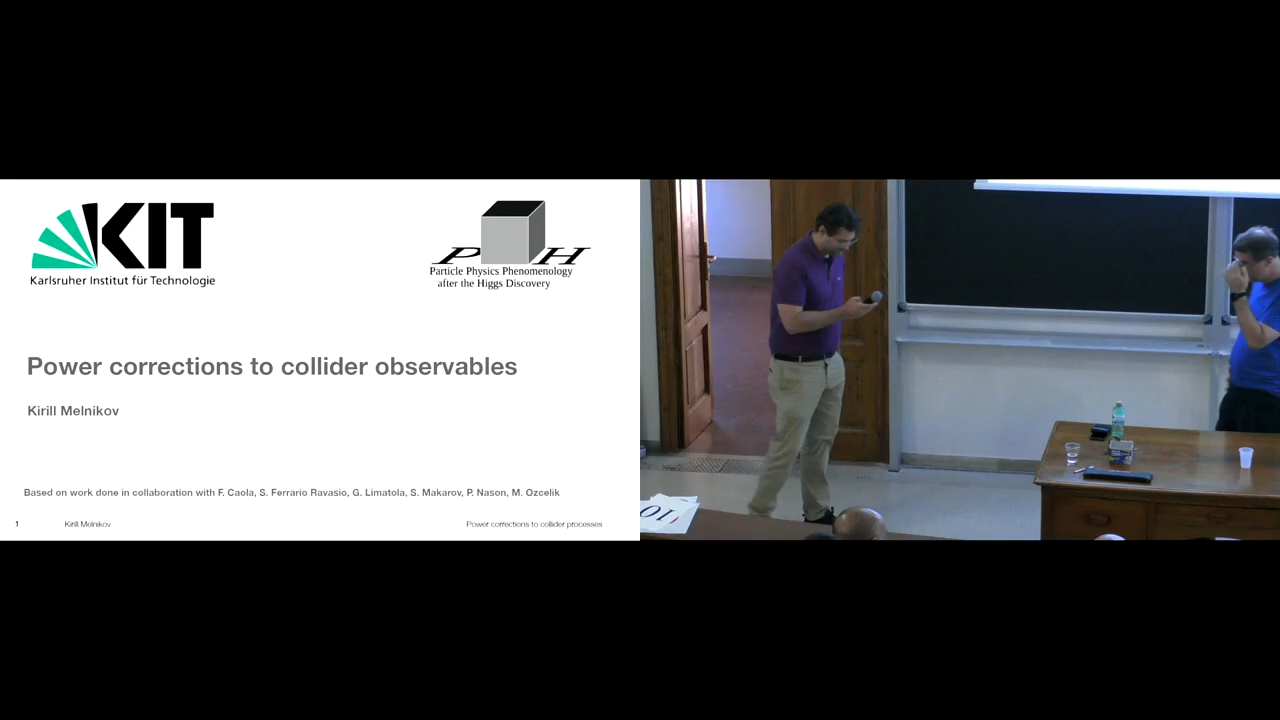 KIT
Karlsruher Institut für Technologie
P H
Particle Physics Phenomenology
after the Higgs Discovery
Power corrections to collider observables
Kirill Melnikov
Based on work done in collaboration with F. Caola, S. Ferrario Ravasio, G. Limatola, S. Makarov, P. Nason, M. Ozcelik
1 Kirill Melnikov Power corrections to collider processes
10